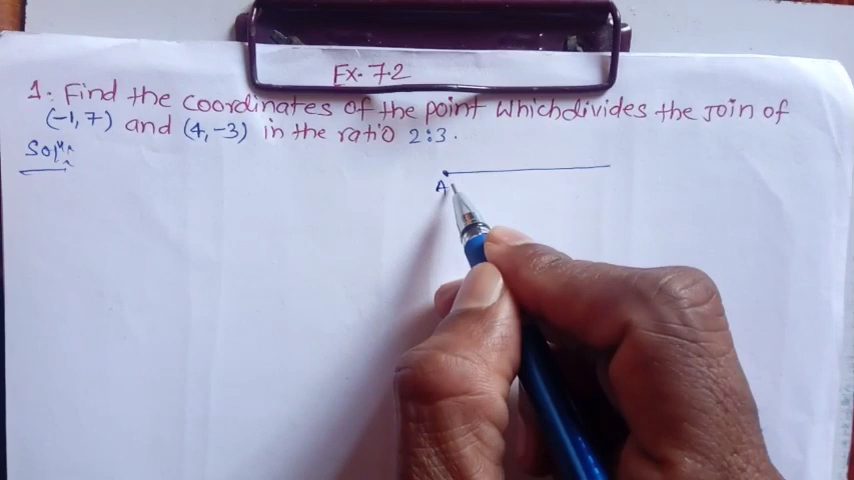 Ex. 7.2
1. Find the coordinates of the point which divides the join of
(-1, 7) and (4, -3) in the ratio 2:3.
Soln:
A